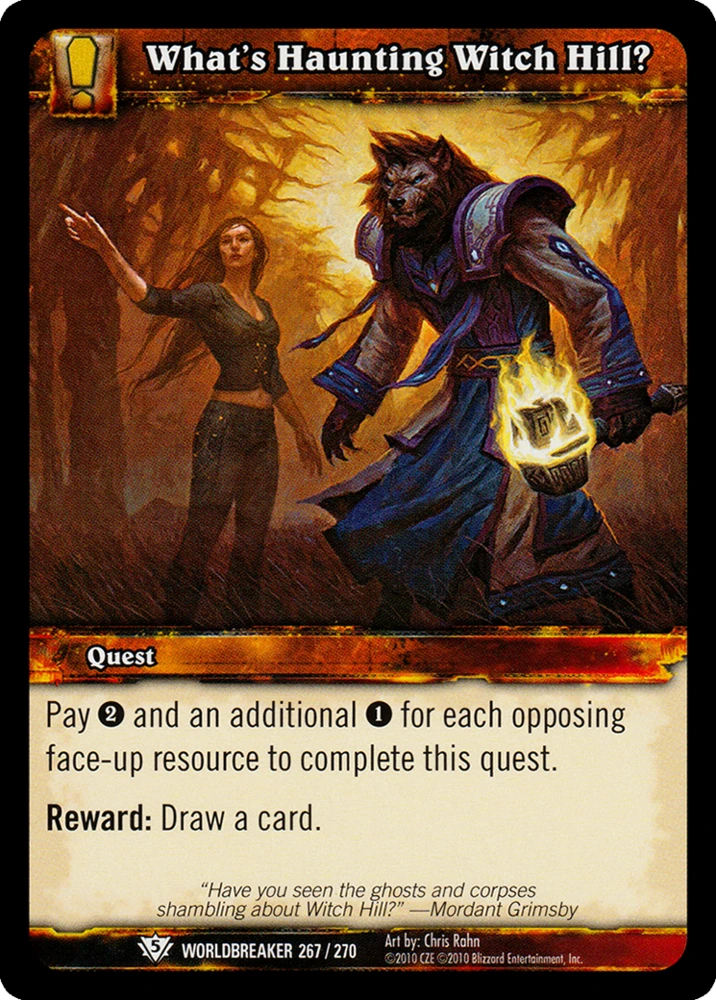 What's Haunting Witch Hill?
Quest
Pay 2 and an additional 1 for each opposing
face-up resource to complete this quest.
Reward: Draw a card.
“Have you seen the ghosts and corpses
shambling about Witch Hill?” —Mordant Grimsby
5 WORLDBREAKER 267 / 270
Art by: Chris Rahn
©2010 CZE ©2010 Blizzard Entertainment, Inc.